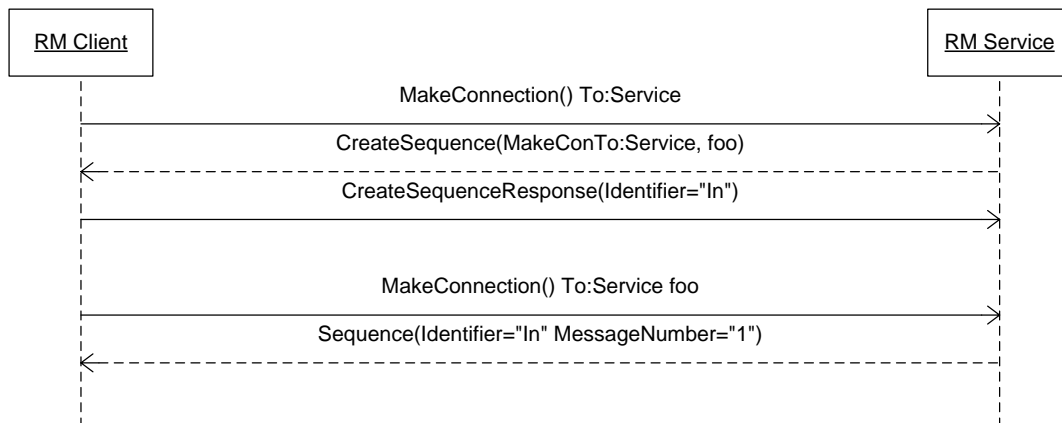 RM Client
RM Service
MakeConnection() To:Service
CreateSequence(MakeConTo:Service, foo)
CreateSequenceResponse(Identifier="In")
MakeConnection() To:Service foo
Sequence(Identifier="In" MessageNumber="1")